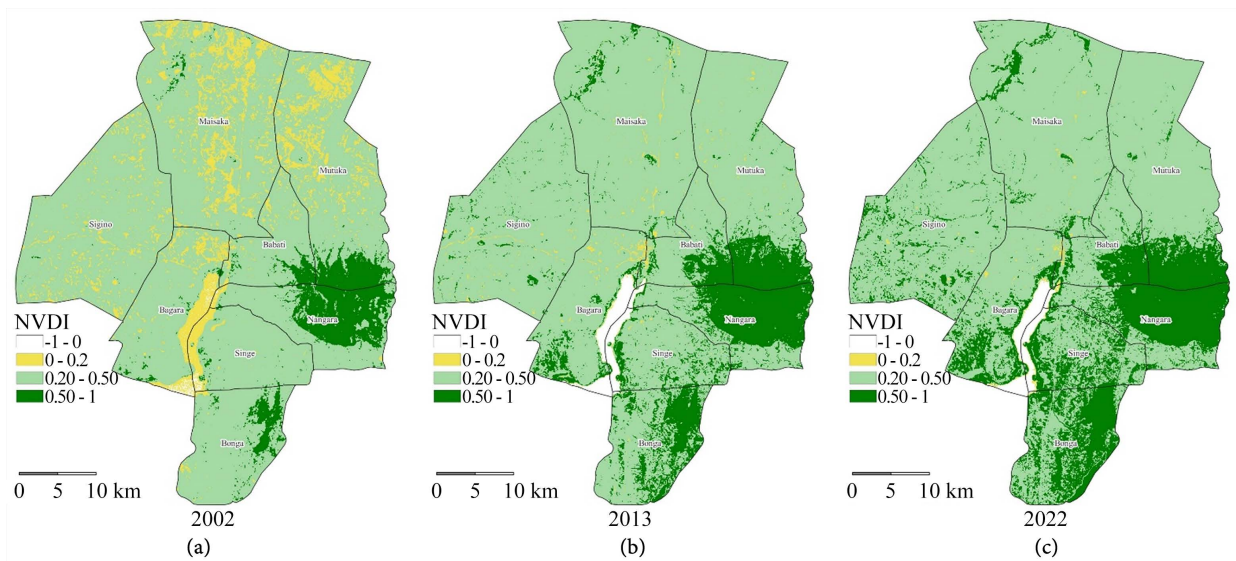 Maisaka
Mutuka
Sigino
Babati
Bagara
Nangara
Singe
Bonga
NVDI
-1 - 0
0 - 0.2
0.20 - 0.50
0.50 - 1
0 5 10 km
2002
(a)
Maisaka
Mutuka
Sigino
Babati
Bagara
Nangara
Singe
Bonga
NVDI
-1 - 0
0 - 0.2
0.20 - 0.50
0.50 - 1
0 5 10 km
2013
(b)
Maisaka
Mutuka
Sigino
Babati
Bagara
Nangara
Singe
Bonga
NVDI
-1 - 0
0 - 0.2
0.20 - 0.50
0.50 - 1
0 5 10 km
2022
(c)